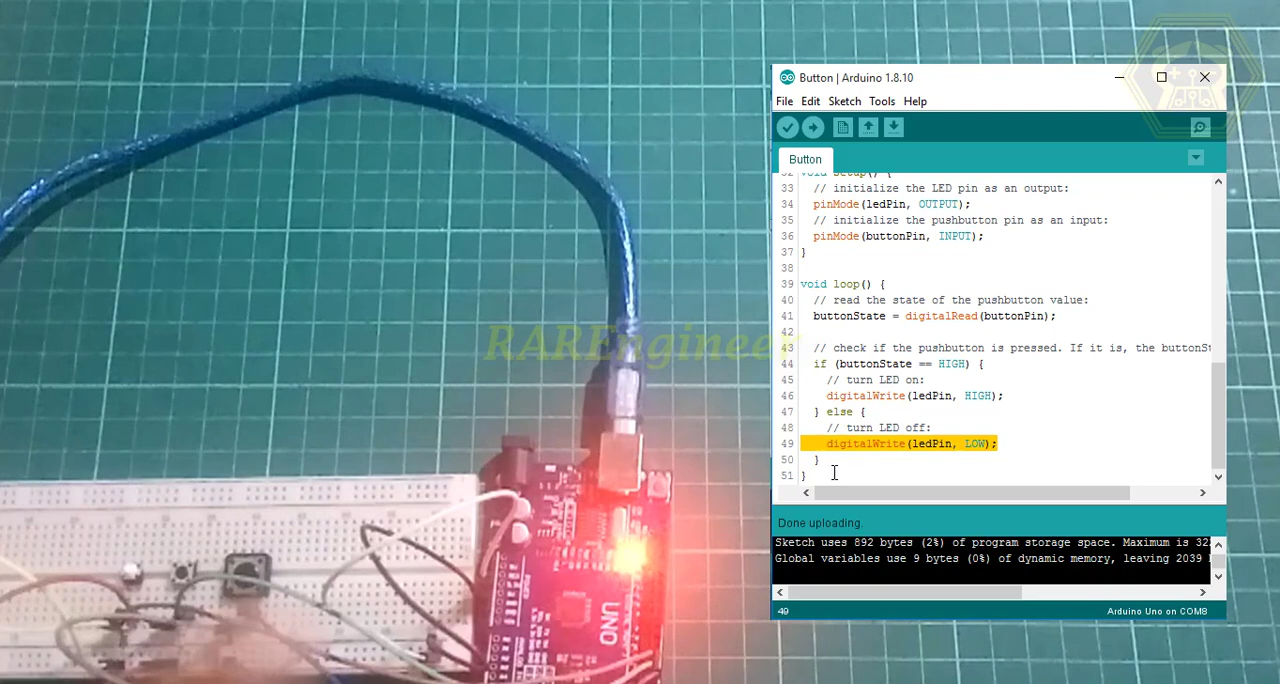 Button | Arduino 1.8.10
File Edit Sketch Tools Help
Button
32 void setup() {
33 // initialize the LED pin as an output:
34 pinMode(ledPin, OUTPUT);
35 // initialize the pushbutton pin as an input:
36 pinMode(buttonPin, INPUT);
37 }
38
39 void loop() {
40 // read the state of the pushbutton value:
41 buttonState = digitalRead(buttonPin);
42
43 // check if the pushbutton is pressed. If it is, the buttonSt
44 if (buttonState == HIGH) {
45 // turn LED on:
46 digitalWrite(ledPin, HIGH);
47 } else {
48 // turn LED off:
49 digitalWrite(ledPin, LOW);
50 }
51 }
Done uploading.
Sketch uses 892 bytes (2%) of program storage space. Maximum is 32
Global variables use 9 bytes (0%) of dynamic memory, leaving 2039
49 Arduino Uno on COM8
RAREngineer
UNO